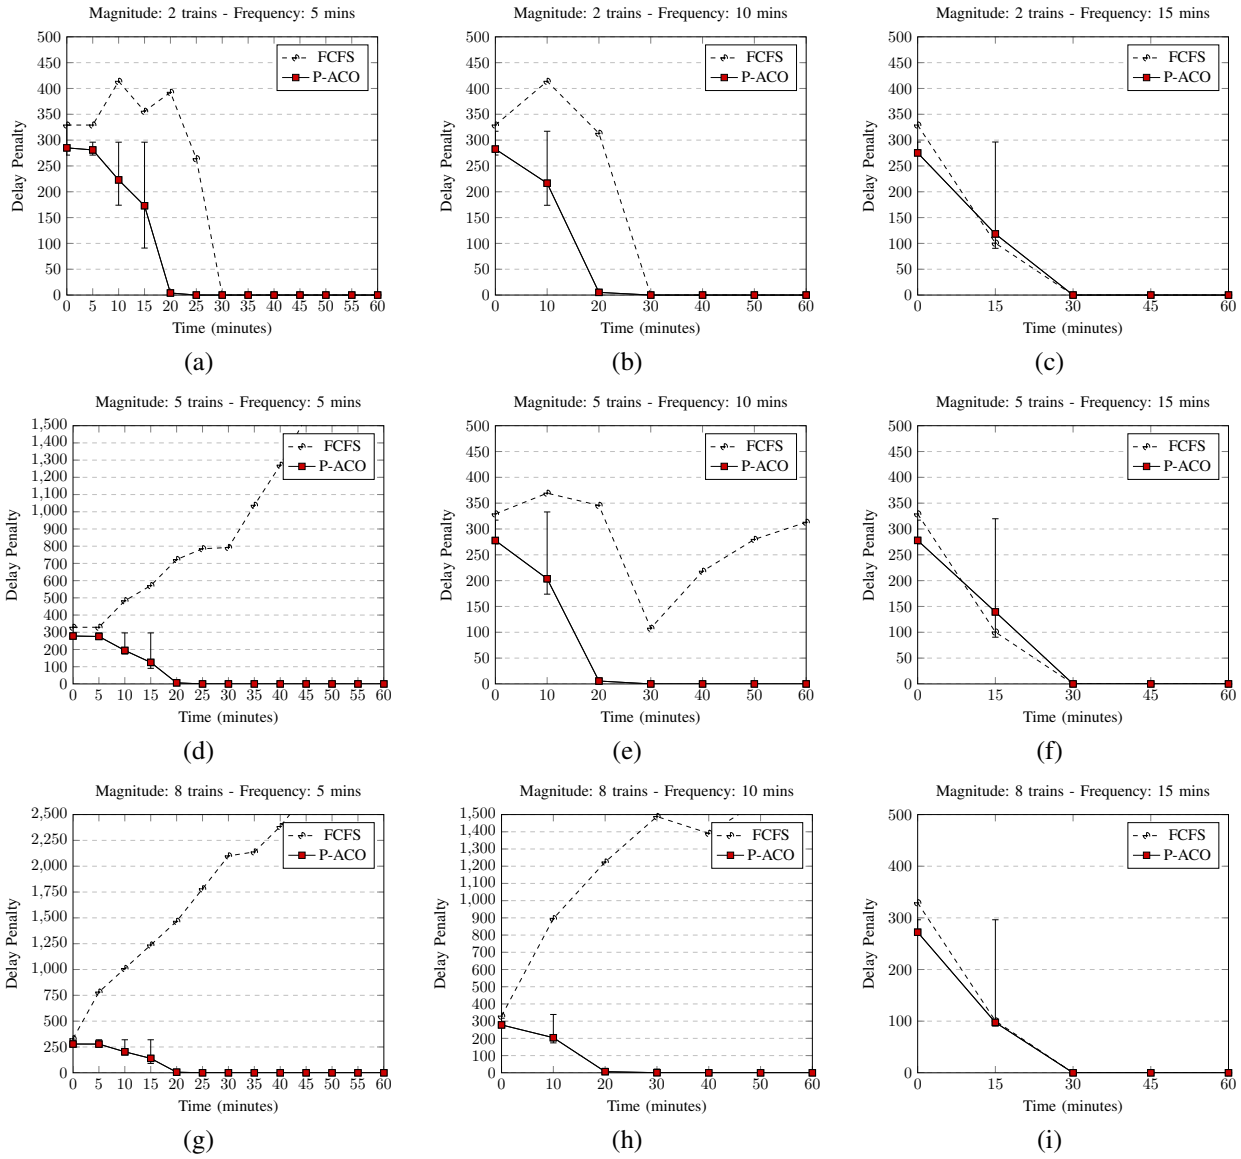 Magnitude: 2 trains - Frequency: 5 mins
500
450
400
350
300
250
200
150
100
50
0
Delay Penalty
FCFS
P-ACO
0 5 10 15 20 25 30 35 40 45 50 55 60
Time (minutes)
(a)
Magnitude: 2 trains - Frequency: 10 mins
500
450
400
350
300
250
200
150
100
50
0
Delay Penalty
FCFS
P-ACO
0 10 20 30 40 50 60
Time (minutes)
(b)
Magnitude: 2 trains - Frequency: 15 mins
500
450
400
350
300
250
200
150
100
50
0
Delay Penalty
FCFS
P-ACO
0 15 30 45 60
Time (minutes)
(c)
Magnitude: 5 trains - Frequency: 5 mins
1,500
1,400
1,300
1,200
1,100
1,000
900
800
700
600
500
400
300
200
100
0
Delay Penalty
FCFS
P-ACO
0 5 10 15 20 25 30 35 40 45 50 55 60
Time (minutes)
(d)
Magnitude: 5 trains - Frequency: 10 mins
500
450
400
350
300
250
200
150
100
50
0
Delay Penalty
FCFS
P-ACO
0 10 20 30 40 50 60
Time (minutes)
(e)
Magnitude: 5 trains - Frequency: 15 mins
500
450
400
350
300
250
200
150
100
50
0
Delay Penalty
FCFS
P-ACO
0 15 30 45 60
Time (minutes)
(f)
Magnitude: 8 trains - Frequency: 5 mins
2,500
2,250
2,000
1,750
1,500
1,250
1,000
750
500
250
0
Delay Penalty
FCFS
P-ACO
0 5 10 15 20 25 30 35 40 45 50 55 60
Time (minutes)
(g)
Magnitude: 8 trains - Frequency: 10 mins
1,500
1,400
1,300
1,200
1,100
1,000
900
800
700
600
500
400
300
200
100
0
Delay Penalty
FCFS
P-ACO
0 10 20 30 40 50 60
Time (minutes)
(h)
Magnitude: 8 trains - Frequency: 15 mins
500
400
300
200
100
0
Delay Penalty
FCFS
P-ACO
0 15 30 45 60
Time (minutes)
(i)